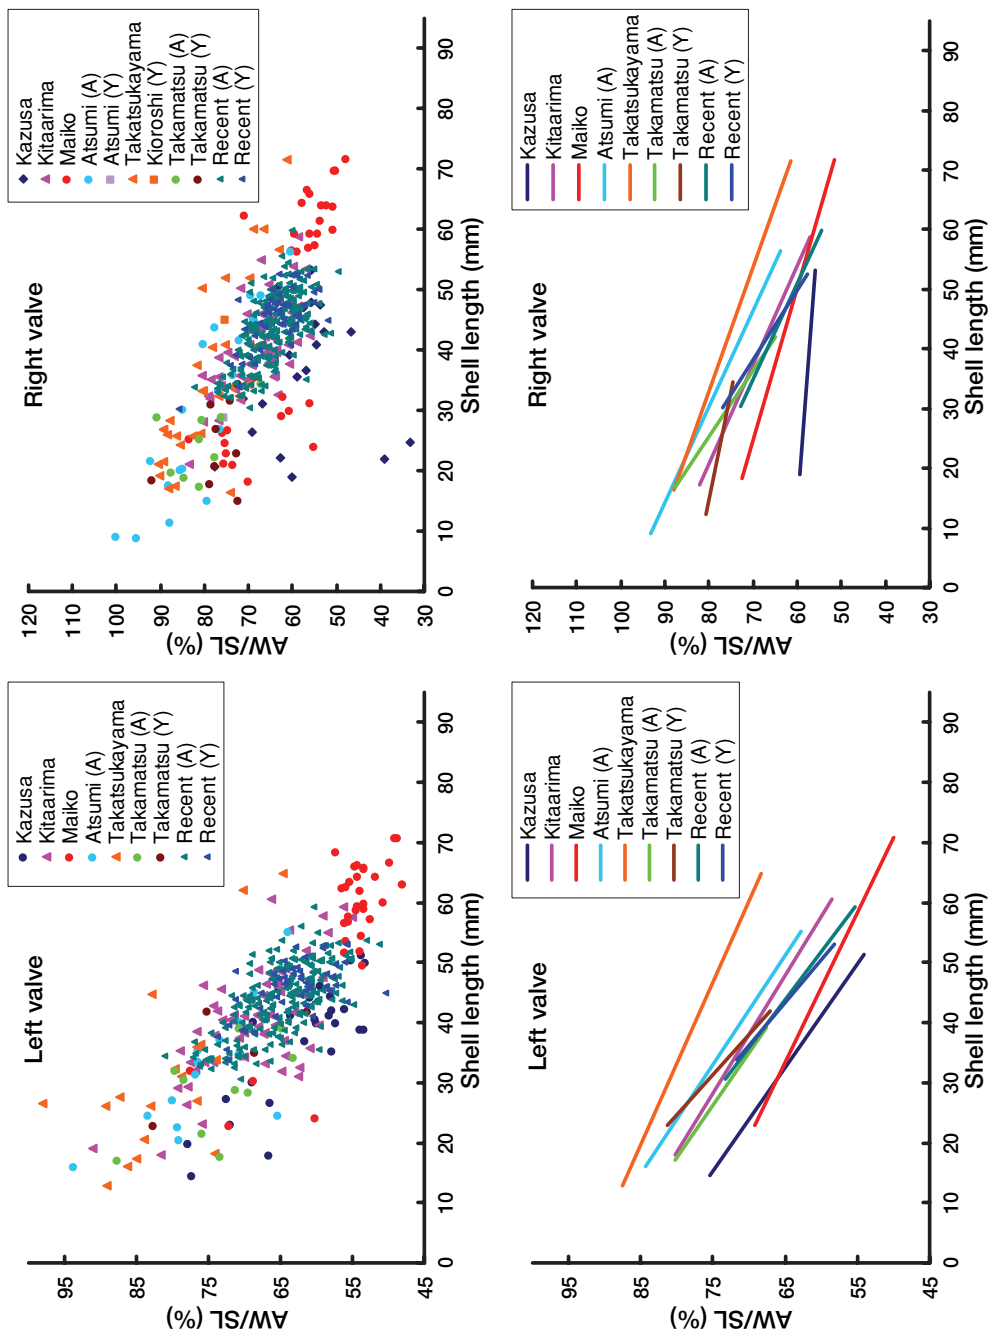 Left valve
Kazusa
Kitaarima
Maiko
Atsumi (A)
Takatsukayama
Takamatsu (A)
Takamatsu (Y)
Recent (A)
Recent (Y)
AW/SL (%)
95
85
75
65
55
45
0 10 20 30 40 50 60 70 80 90
Shell length (mm)
Right valve
Kazusa
Kitaarima
Maiko
Atsumi (A)
Atsumi (Y)
Takatsukayama
Kioroshi (Y)
Takamatsu (A)
Takamatsu (Y)
Recent (A)
Recent (Y)
AW/SL (%)
120
110
100
90
80
70
60
50
40
30
0 10 20 30 40 50 60 70 80 90
Shell length (mm)
Left valve
Kazusa
Kitaarima
Maiko
Atsumi (A)
Takatsukayama
Takamatsu (A)
Takamatsu (Y)
Recent (A)
Recent (Y)
AW/SL (%)
95
85
75
65
55
45
0 10 20 30 40 50 60 70 80 90
Shell length (mm)
Right valve
Kazusa
Kitaarima
Maiko
Atsumi (A)
Takatsukayama
Takamatsu (A)
Takamatsu (Y)
Recent (A)
Recent (Y)
AW/SL (%)
120
110
100
90
80
70
60
50
40
30
0 10 20 30 40 50 60 70 80 90
Shell length (mm)